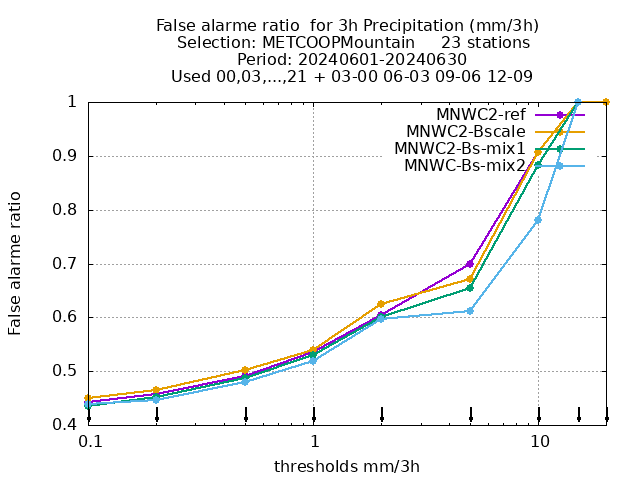 False alarme ratio  for 3h Precipitation (mm/3h)
Selection: METCOOPMountain     23 stations
Period: 20240601-20240630
Used 00,03,...,21 + 03-00 06-03 09-06 12-09
MNWC2-ref
MNWC2-Bscale
MNWC2-Bs-mix1
MNWC-Bs-mix2
False alarme ratio
1
0.9
0.8
0.7
0.6
0.5
0.4
0.1 1 10
thresholds mm/3h